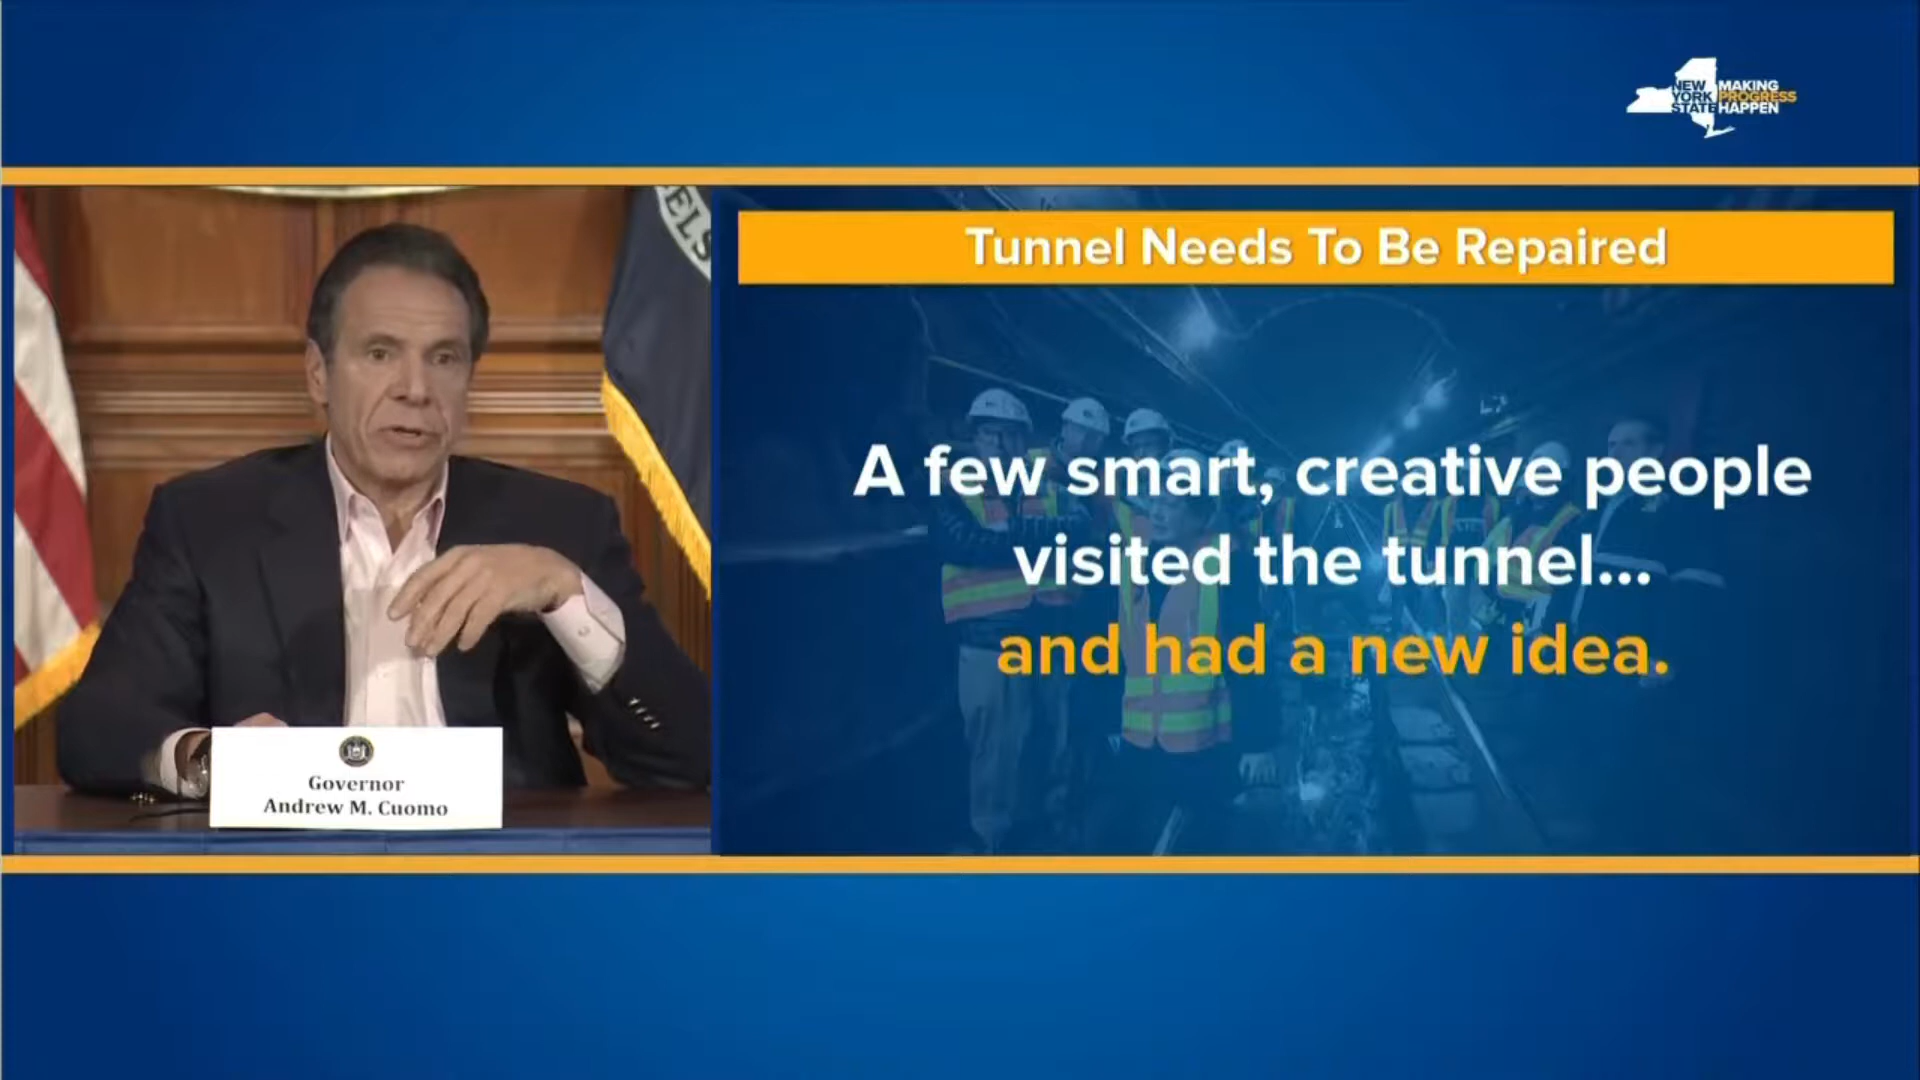 NEW
YORK
STATE
MAKING
PROGRESS
HAPPEN
Tunnel Needs To Be Repaired
A few smart, creative people
visited the tunnel...
and had a new idea.
Governor
Andrew M. Cuomo